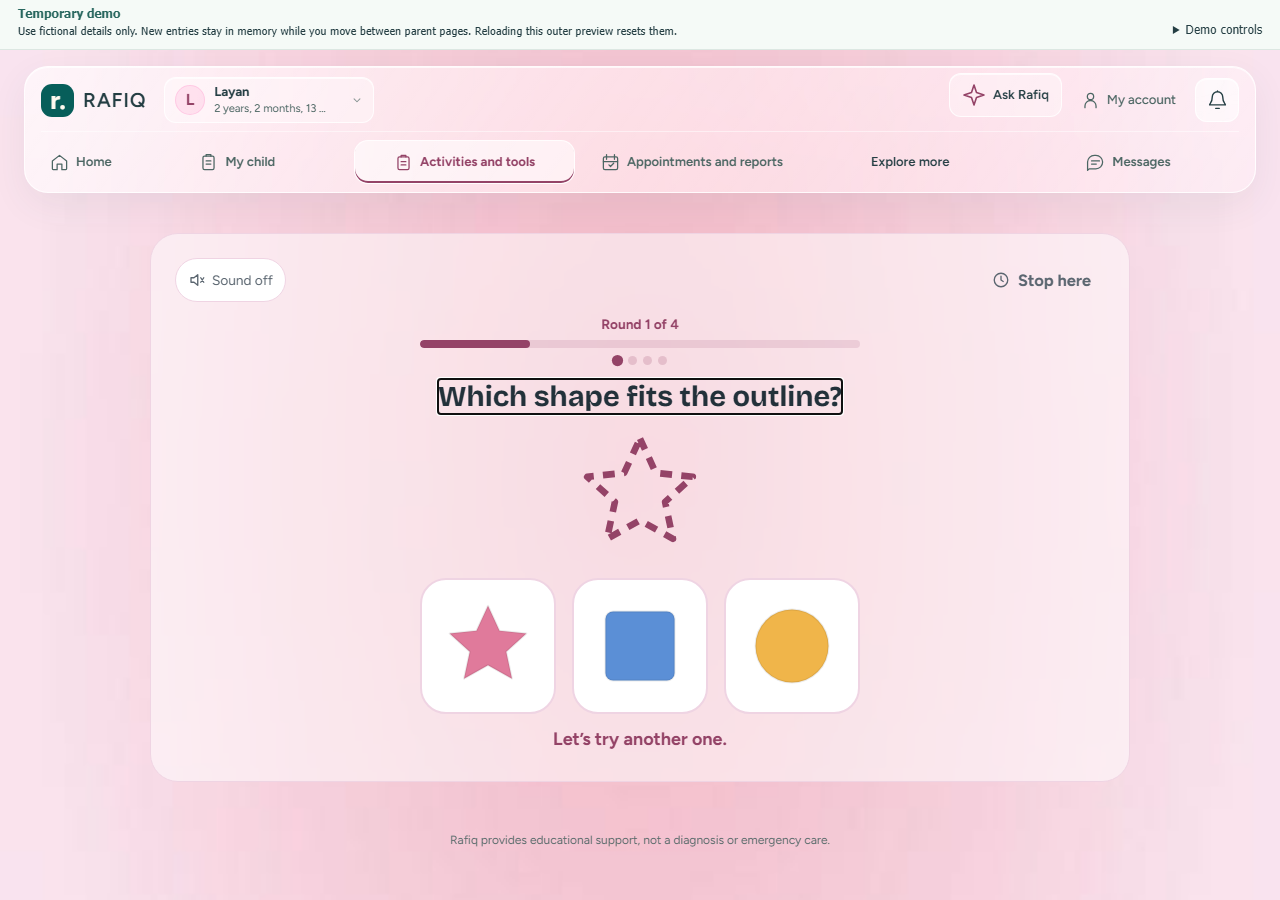 Temporary demo
Use fictional details only. New entries stay in memory while you move between parent pages. Reloading this outer preview resets them.
Demo controls
r. RAFIQ
L
Layan
2 years, 2 months, 13 ...
Ask Rafiq
My account
Home
My child
Activities and tools
Appointments and reports
Explore more
Messages
Sound off
Stop here
Round 1 of 4
Which shape fits the outline?
Let’s try another one.
Rafiq provides educational support, not a diagnosis or emergency care.